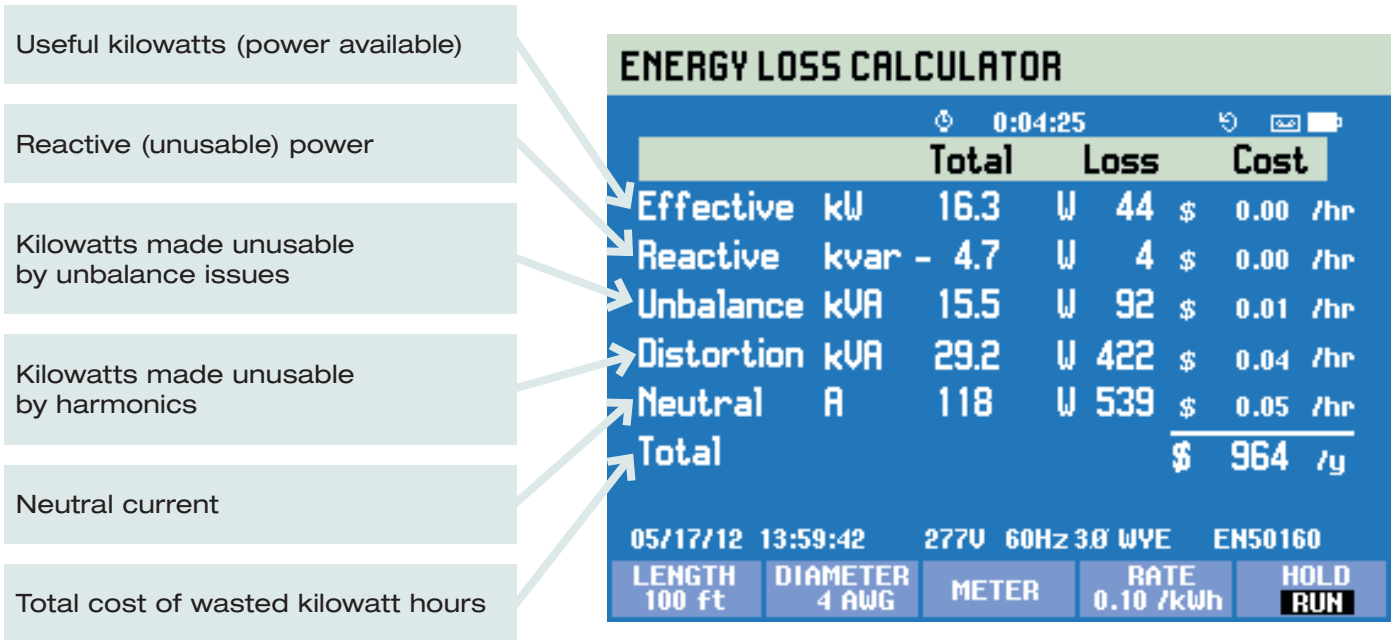 Useful kilowatts (power available)
Reactive (unusable) power
Kilowatts made unusable
by unbalance issues
Kilowatts made unusable
by harmonics
Neutral current
Total cost of wasted kilowatt hours
ENERGY LOSS CALCULATOR
0:04:25
Total Loss Cost
Effective kW 16.3 W 44 $ 0.00 /hr
Reactive kvar - 4.7 W 4 $ 0.00 /hr
Unbalance kVA 15.5 W 92 $ 0.01 /hr
Distortion kVA 29.2 W 422 $ 0.04 /hr
Neutral A 118 W 539 $ 0.05 /hr
Total $ 964 /y
05/17/12 13:59:42 277V 60Hz 3Ø WYE EN50160
LENGTH DIAMETER METER RATE HOLD
100 ft 4 AWG 0.10 /kWh RUN